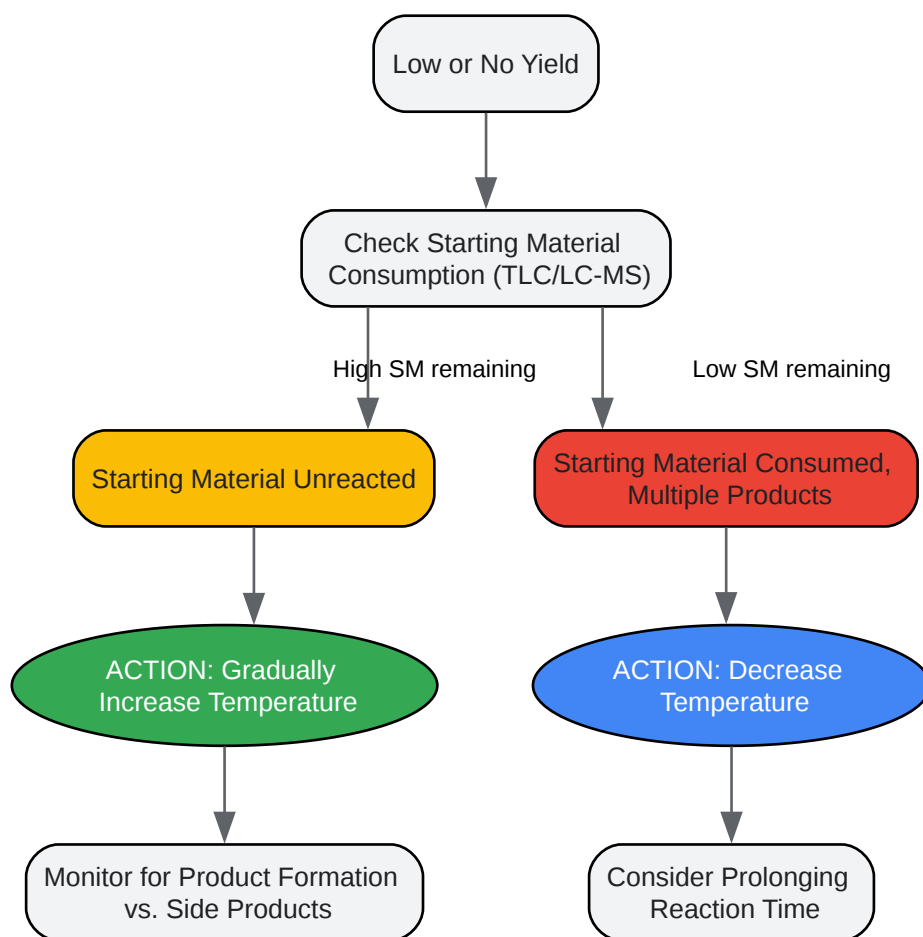 Low or No Yield
Check Starting Material
Consumption (TLC/LC-MS)
High SM remaining
Low SM remaining
Starting Material Unreacted
Starting Material Consumed,
Multiple Products
ACTION: Gradually
Increase Temperature
ACTION: Decrease
Temperature
Monitor for Product Formation
vs. Side Products
Consider Prolonging
Reaction Time